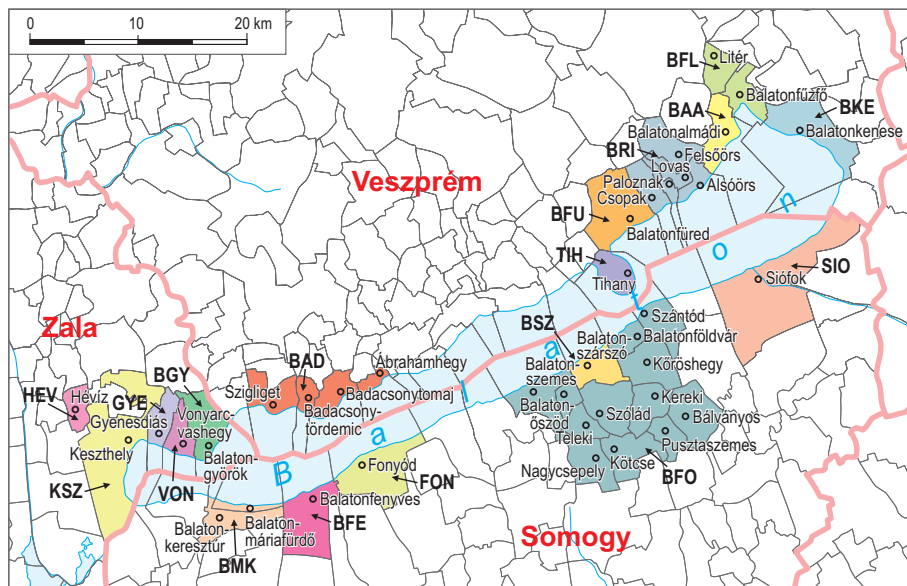 0 10 20 km
Litér
BFL
Balatonfűzfő
BAA
BKE
Balatonalmádi
Balatonkenese
BRI
Felsőörs
Lovas
Paloznak
Alsóörs
Csopak
Veszprém
BFU
Balatonfüred
TIH
Tihany
SIO
Siófok
Szántód
BSZ
Balaton-
szárszó
Balatonföldvár
Zala
BAD
Ábrahámhegy
Balaton-
szemes
Kőröshegy
BGY
HEV
Hévíz
GYE
Szigliget
Badacsonytomaj
Vonyarc-
vashegy
Badacsony-
tördemic
Balaton-
őszöd
Kereki
Gyenesdiás
Szólád
Bálványos
Keszthely
Balaton-
györök
Teleki
Pusztaszemes
Balaton
Fonyód
Nagycsepely
Kötcse
KSZ
VON
FON
BFO
Balatonfenyves
Balaton-
keresztúr
Balaton-
máriafürdő
BFE
Somogy
BMK